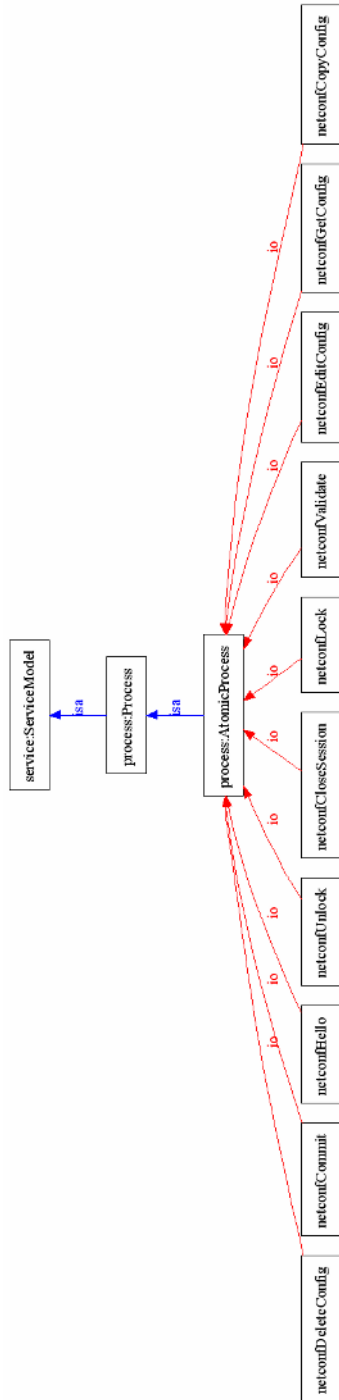 service:ServiceModel
isa
process:Process
isa
process:AtomicProcess
io
io
io
io
io
io
io
io
io
io
netconfDeleteConfig
netconfCommit
netconfHello
netconfUnlock
netconfCloseSession
netconfLock
netconfValidate
netconfEditConfig
netconfGetConfig
netconfCopyConfig